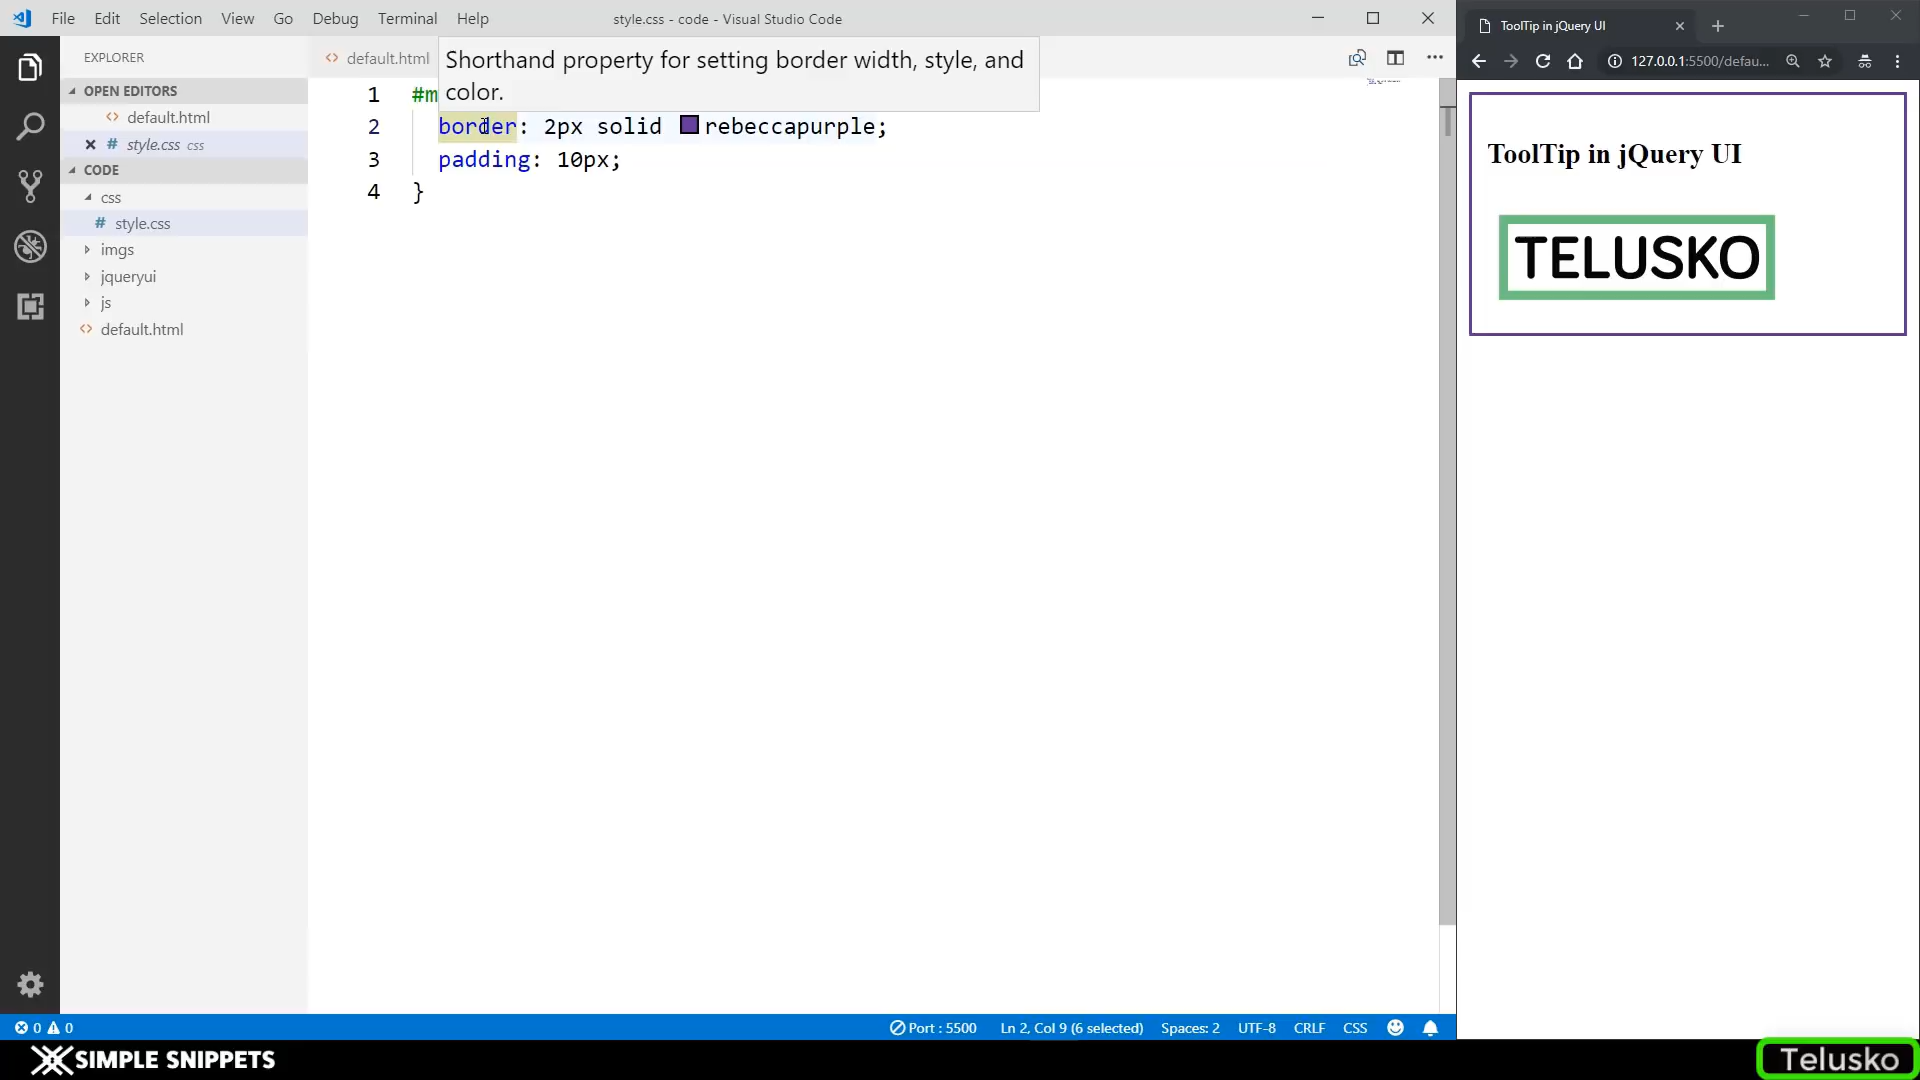 File Edit Selection View Go Debug Terminal Help
style.css - code - Visual Studio Code
EXPLORER
OPEN EDITORS
default.html
style.css css
CODE
css
style.css
imgs
jqueryui
js
default.html
default.html
Shorthand property for setting border width, style, and
color.
1 #m
2 border: 2px solid rebeccapurple;
3 padding: 10px;
4 }
0 0
Port : 5500 Ln 2, Col 9 (6 selected) Spaces: 2 UTF-8 CRLF CSS
ToolTip in jQuery UI
127.0.0.1:5500/defau...
ToolTip in jQuery UI
TELUSKO
SIMPLE SNIPPETS
Telusko